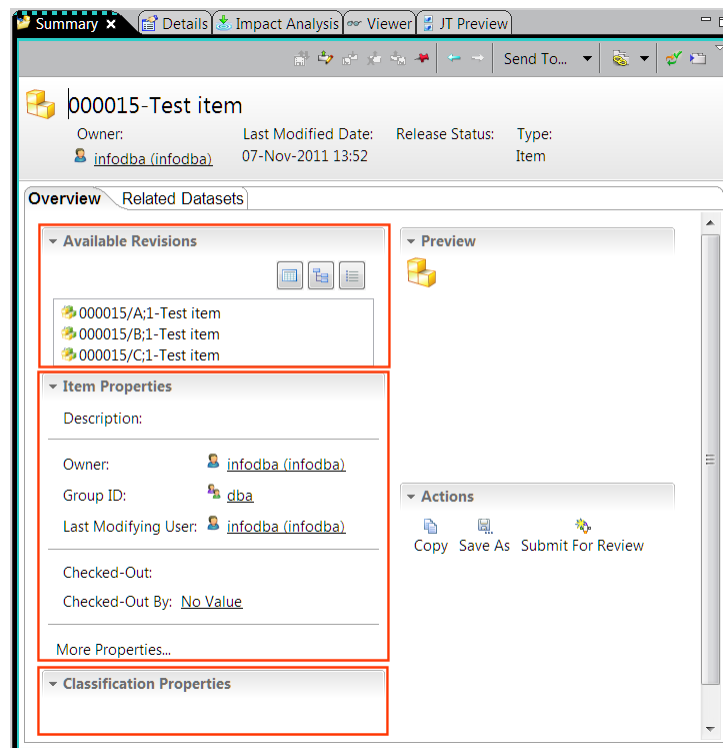 Summary Details Impact Analysis Viewer JT Preview
Send To...
000015-Test item
Owner: Last Modified Date: Release Status: Type:
infodba (infodba) 07-Nov-2011 13:52 Item
Overview Related Datasets
Available Revisions
000015/A;1-Test item
000015/B;1-Test item
000015/C;1-Test item
Item Properties
Description:
Owner: infodba (infodba)
Group ID: dba
Last Modifying User: infodba (infodba)
Checked-Out:
Checked-Out By: No Value
More Properties...
Classification Properties
Preview
Actions
Copy Save As Submit For Review